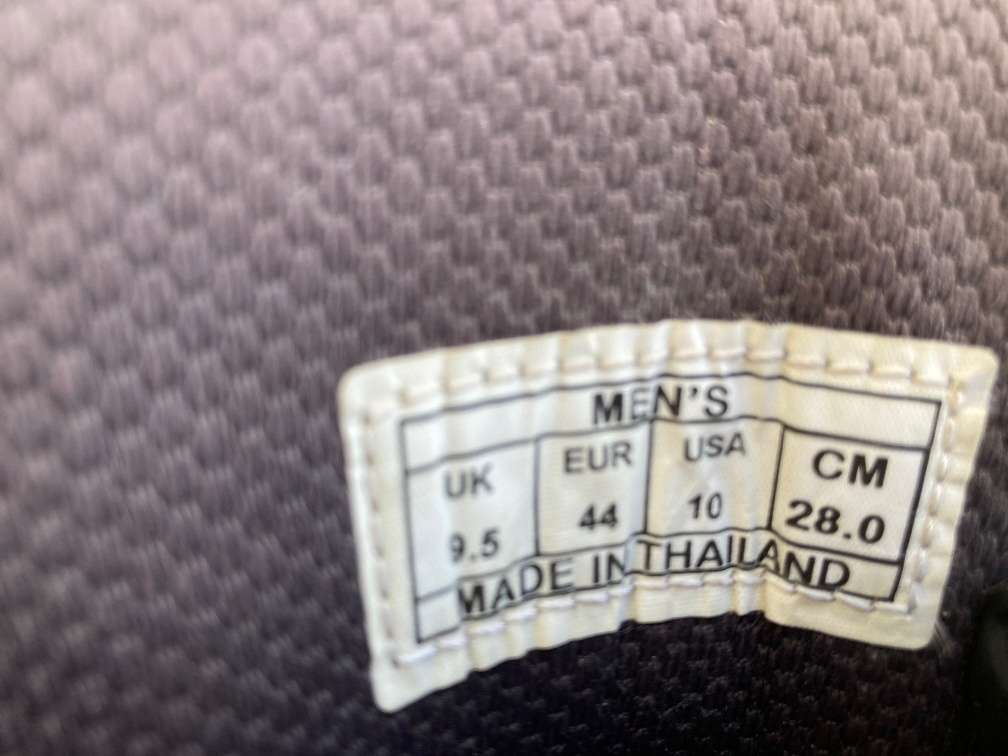 MEN'S
UK EUR USA CM
9.5 44 10 28.0
MADE IN THAILAND